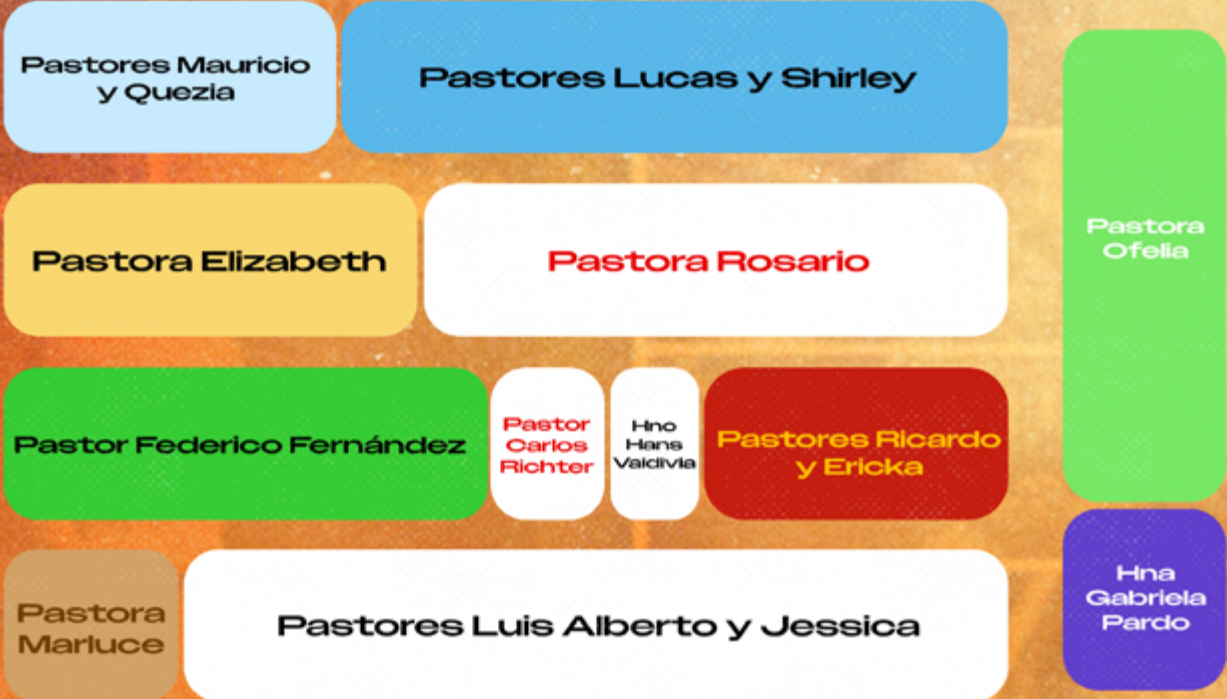 Pastores Mauricio
y Quezia
Pastores Lucas y Shirley
Pastora Elizabeth
Pastora Rosario
Pastora
Ofelia
Pastor Federico Fernández
Pastor
Carlos
Richter
Hno
Hans
Valdivia
Pastores Ricardo
y Ericka
Pastora
Marluce
Pastores Luis Alberto y Jessica
Hna
Gabriela
Pardo